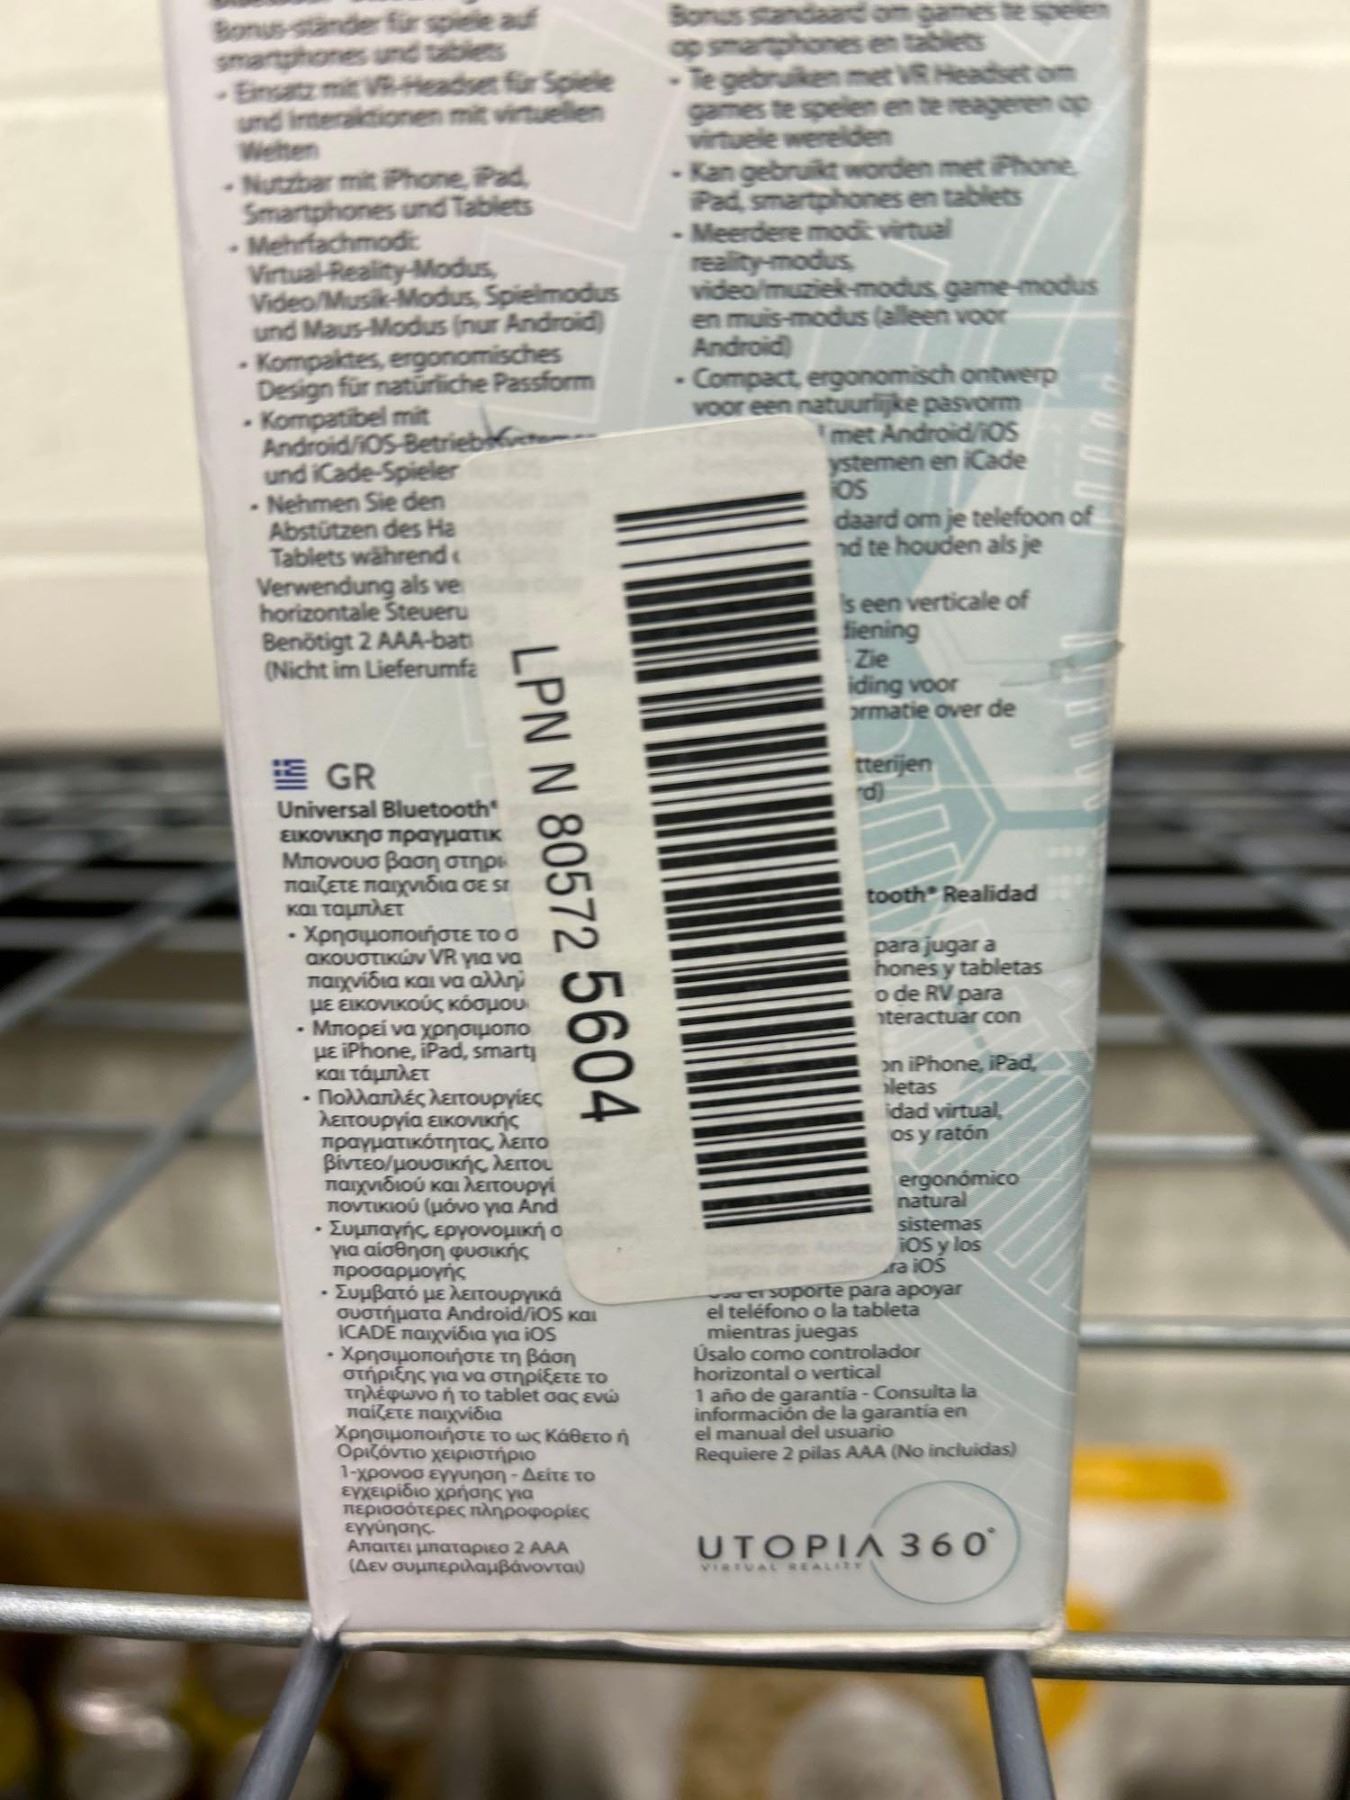 Bonus-ständer für spiele auf
smartphones und tablets
• Einsatz mit VR-Headset für Spiele
und Interaktionen mit virtuellen
Welten
• Nutzbar mit iPhone, iPad,
Smartphones und Tablets
• Mehrfachmodi:
Virtual-Reality-Modus,
Video/Musik-Modus, Spielmodus
und Maus-Modus (nur Android)
• Kompaktes, ergonomisches
Design für natürliche Passform
• Kompatibel mit
Android/iOS-Betriebssystemen
und iCade-Spieler
• Nehmen Sie den
Abstützen des Ha
Tablets während
Verwendung als ve
horizontale Steueru
Benötigt 2 AAA-batt
(Nicht im Lieferumfa
GR
Universal Bluetooth®
εικονικησ πραγματικ
Μπονουσ βαση στηρι
παιζετε παιχνιδια σε sm
και ταμπλετ
• Χρησιμοποιήστε το σ
ακουστικών VR για να
παιχνίδια και να αλλη
με εικονικούς κόσμου
• Μπορεί να χρησιμοπο
με iPhone, iPad, smart
και τάμπλετ
• Πολλαπλές λειτουργίες
λειτουργία εικονικής
πραγματικότητας, λειτο
βίντεο/μουσικής, λειτου
παιχνιδιού και λειτουργί
ποντικιού (μόνο για And
• Συμπαγής, εργονομική σ
για αίσθηση φυσικής
προσαρμογής
• Συμβατό με λειτουργικά
συστήματα Android/iOS και
ICADE παιχνίδια για iOS
• Χρησιμοποιήστε τη βάση
στήριξης για να στηρίξετε το
τηλέφωνο ή το tablet σας ενώ
παίζετε παιχνίδια
Χρησιμοποιήστε το ως Κάθετο ή
Οριζόντιο χειριστήριο
1-χρονοσ εγγυηση - Δείτε το
εγχειρίδιο χρήσης για
περισσότερες πληροφορίες
εγγύησης.
Απαιτει μπαταριεσ 2 AAA
(Δεν συμπεριλαμβάνονται)
Bonus standaard om games te spelen
op smartphones en tablets
• Te gebruiken met VR Headset om
games te spelen en te reageren op
virtuele werelden
• Kan gebruikt worden met iPhone,
iPad, smartphones en tablets
• Meerdere modi: virtual
reality-modus,
video/muziek-modus, game-modus
en muis-modus (alleen voor
Android)
• Compact, ergonomisch ontwerp
voor een natuurlijke pasvorm
met Android/iOS
ystemen en iCade
iOS
daard om je telefoon of
nd te houden als je
ls een verticale of
diening
- Zie
iding voor
ormatie over de
tterijen
rd)
tooth® Realidad
para jugar a
hones y tabletas
o de RV para
nteractuar con
on iPhone, iPad,
bletas
idad virtual,
os y ratón
ergonómico
natural
sistemas
iOS y los
ra iOS
el soporte para apoyar
el teléfono o la tableta
mientras juegas
Úsalo como controlador
horizontal o vertical
1 año de garantía - Consulta la
información de la garantía en
el manual del usuario
Requiere 2 pilas AAA (No incluidas)
UTOPIA 360°
VIRTUAL REALITY
LPN N 80572 5604